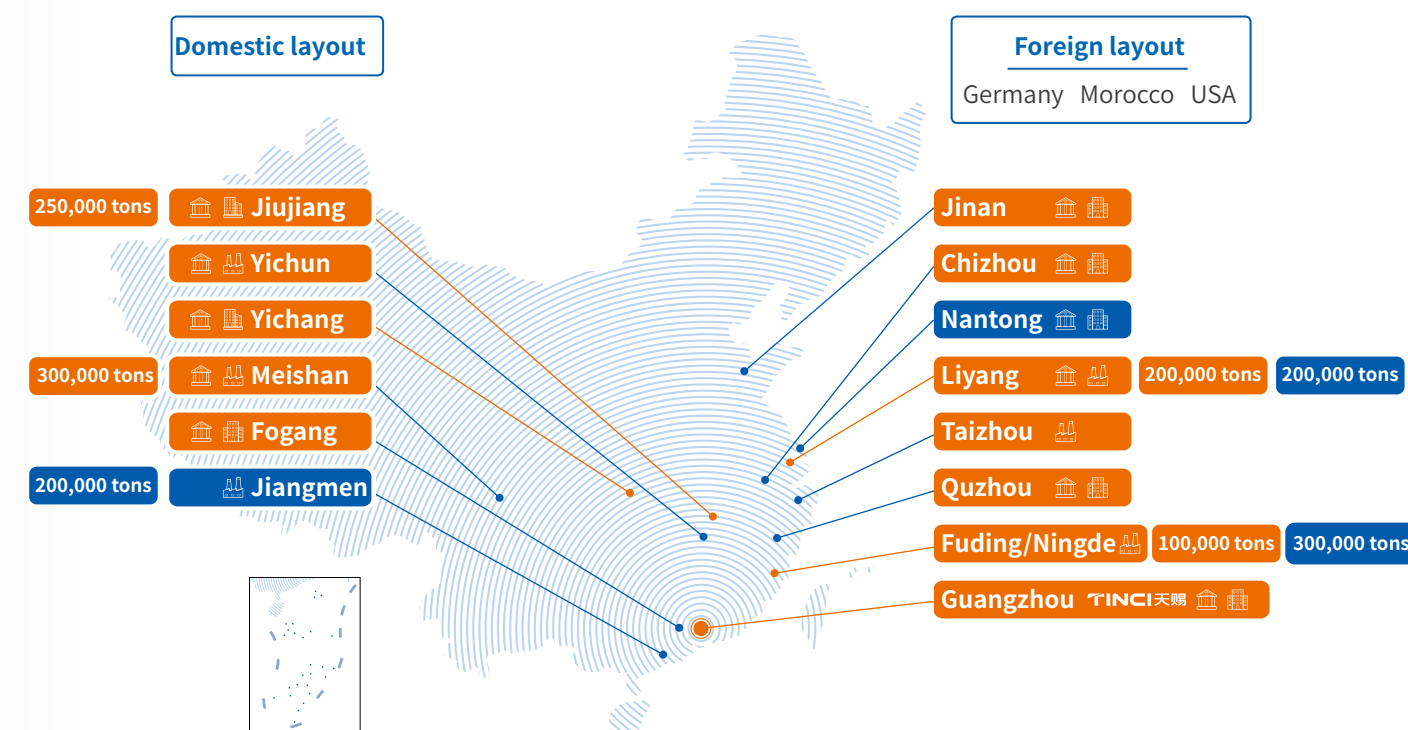 Domestic layout
Foreign layout
Germany Morocco USA
250,000 tons Jiujiang
Yichun
Yichang
300,000 tons Meishan
Fogang
200,000 tons Jiangmen
Jinan
Chizhou
Nantong
Liyang 200,000 tons 200,000 tons
Taizhou
Quzhou
Fuding/Ningde 100,000 tons 300,000 tons
Guangzhou TINCI天赐